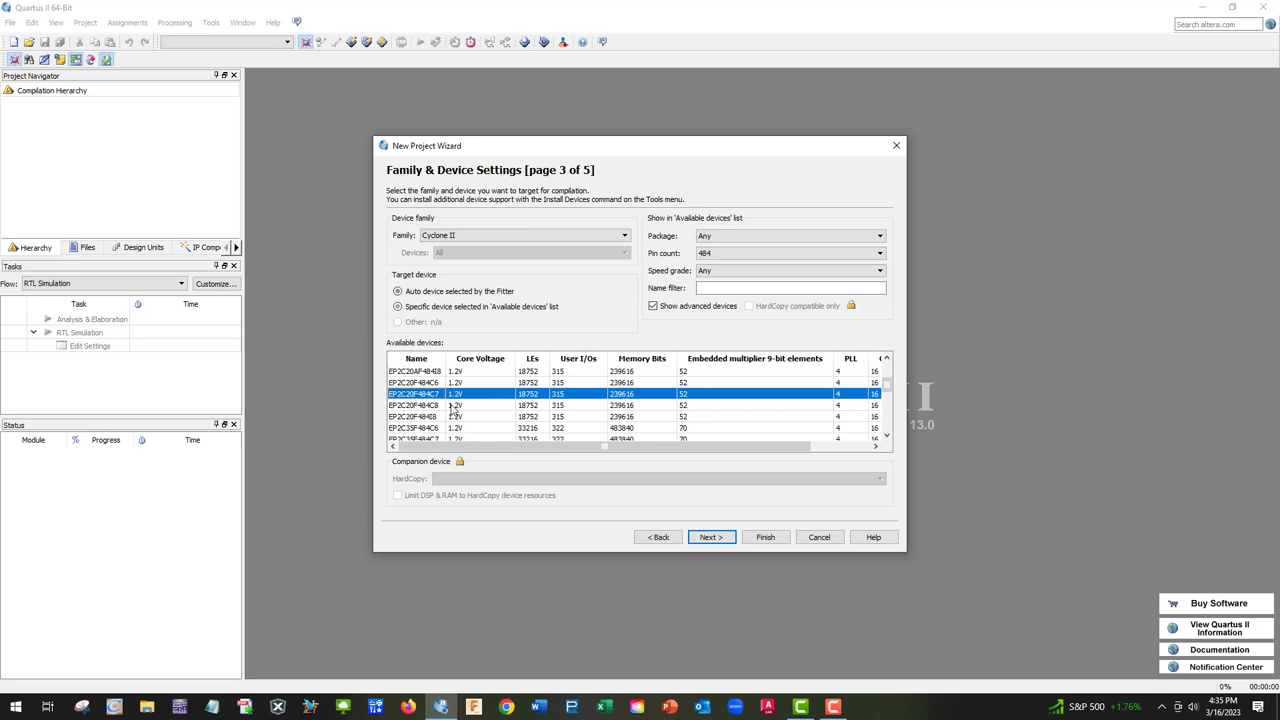 Quartus II 64-Bit
File Edit View Project Assignments Processing Tools Window Help
Search altera.com
Project Navigator
Compilation Hierarchy
Hierarchy Files Design Units IP Comp
Tasks
Flow: RTL Simulation Customize...
Task Time
Analysis & Elaboration
RTL Simulation
Edit Settings
Status
Module % Progress Time
New Project Wizard
Family & Device Settings [page 3 of 5]
Select the family and device you want to target for compilation.
You can install additional device support with the Install Devices command on the Tools menu.
Device family
Family: Cyclone II
Devices: All
Target device
Auto device selected by the Fitter
Specific device selected in 'Available devices' list
Other: n/a
Show in 'Available devices' list
Package: Any
Pin count: 484
Speed grade: Any
Name filter:
Show advanced devices HardCopy compatible only
Available devices:
Name Core Voltage LEs User I/Os Memory Bits Embedded multiplier 9-bit elements PLL
EP2C20AF484I8 1.2V 18752 315 239616 52 4 16
EP2C20F484C6 1.2V 18752 315 239616 52 4 16
EP2C20F484C7 1.2V 18752 315 239616 52 4 16
EP2C20F484C8 1.2V 18752 315 239616 52 4 16
EP2C20F484I8 1.2V 18752 315 239616 52 4 16
EP2C35F484C6 1.2V 33216 322 483840 70 4 16
EP2C35F484C7 1.2V 33216 322 483840 70 4 16
Companion device
HardCopy:
Limit DSP & RAM to HardCopy device resources
< Back Next > Finish Cancel Help
II
13.0
Buy Software
View Quartus II
Information
Documentation
Notification Center
0% 00:00:00
S&P 500 +1.76%
4:35 PM
3/16/2023